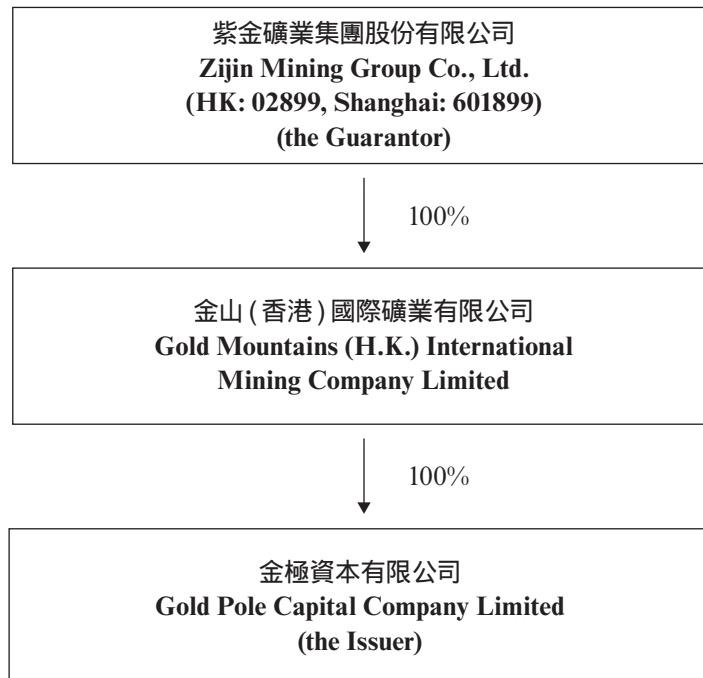 紫金礦業集團股份有限公司
Zijin Mining Group Co., Ltd.
(HK: 02899, Shanghai: 601899)
(the Guarantor)
100%
金山 ( 香港 ) 國際礦業有限公司
Gold Mountains (H.K.) International
Mining Company Limited
100%
金極資本有限公司
Gold Pole Capital Company Limited
(the Issuer)